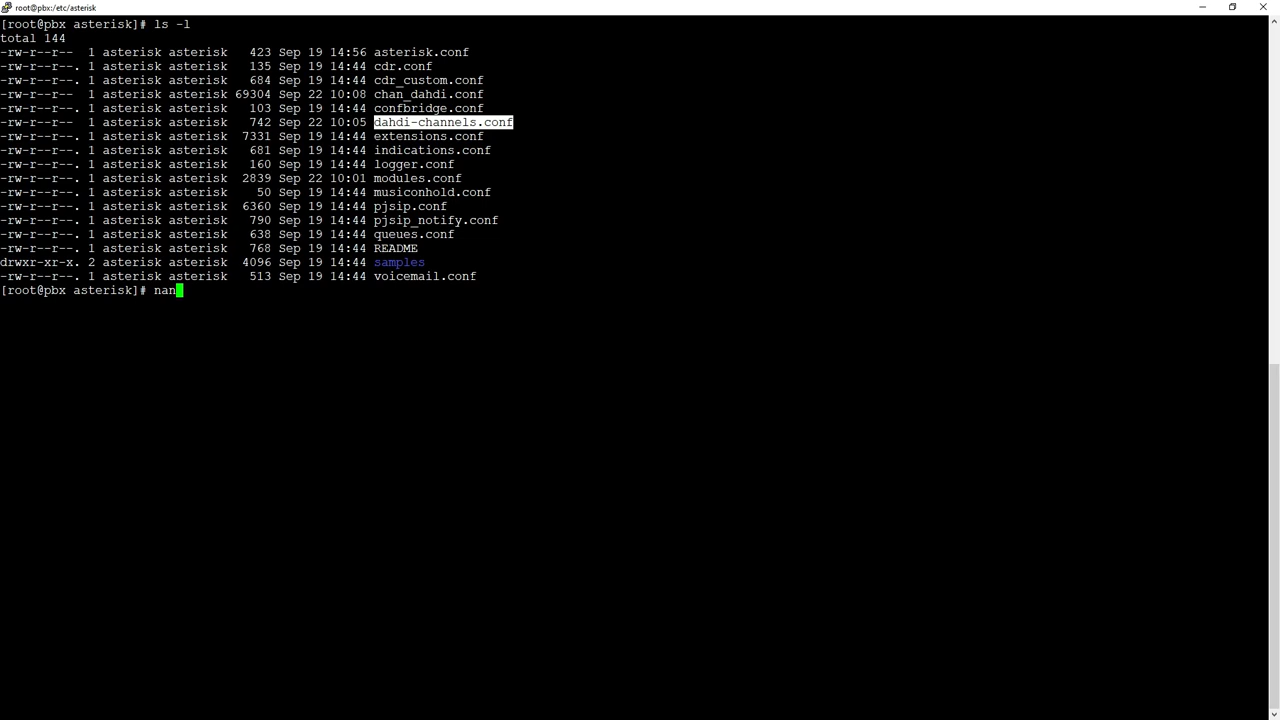 root@pbx:/etc/asterisk
[root@pbx asterisk]# ls -l
total 144
-rw-r--r-- 1 asterisk asterisk 423 Sep 19 14:56 asterisk.conf
-rw-r--r--. 1 asterisk asterisk 135 Sep 19 14:44 cdr.conf
-rw-r--r--. 1 asterisk asterisk 684 Sep 19 14:44 cdr_custom.conf
-rw-r--r-- 1 asterisk asterisk 69304 Sep 22 10:08 chan_dahdi.conf
-rw-r--r--. 1 asterisk asterisk 103 Sep 19 14:44 confbridge.conf
-rw-r--r-- 1 asterisk asterisk 742 Sep 22 10:05 dahdi-channels.conf
-rw-r--r--. 1 asterisk asterisk 7331 Sep 19 14:44 extensions.conf
-rw-r--r--. 1 asterisk asterisk 681 Sep 19 14:44 indications.conf
-rw-r--r--. 1 asterisk asterisk 160 Sep 19 14:44 logger.conf
-rw-r--r--. 1 asterisk asterisk 2839 Sep 22 10:01 modules.conf
-rw-r--r--. 1 asterisk asterisk 50 Sep 19 14:44 musiconhold.conf
-rw-r--r--. 1 asterisk asterisk 6360 Sep 19 14:44 pjsip.conf
-rw-r--r--. 1 asterisk asterisk 790 Sep 19 14:44 pjsip_notify.conf
-rw-r--r--. 1 asterisk asterisk 638 Sep 19 14:44 queues.conf
-rw-r--r--. 1 asterisk asterisk 768 Sep 19 14:44 README
drwxr-xr-x. 2 asterisk asterisk 4096 Sep 19 14:44 samples
-rw-r--r--. 1 asterisk asterisk 513 Sep 19 14:44 voicemail.conf
[root@pbx asterisk]# nan